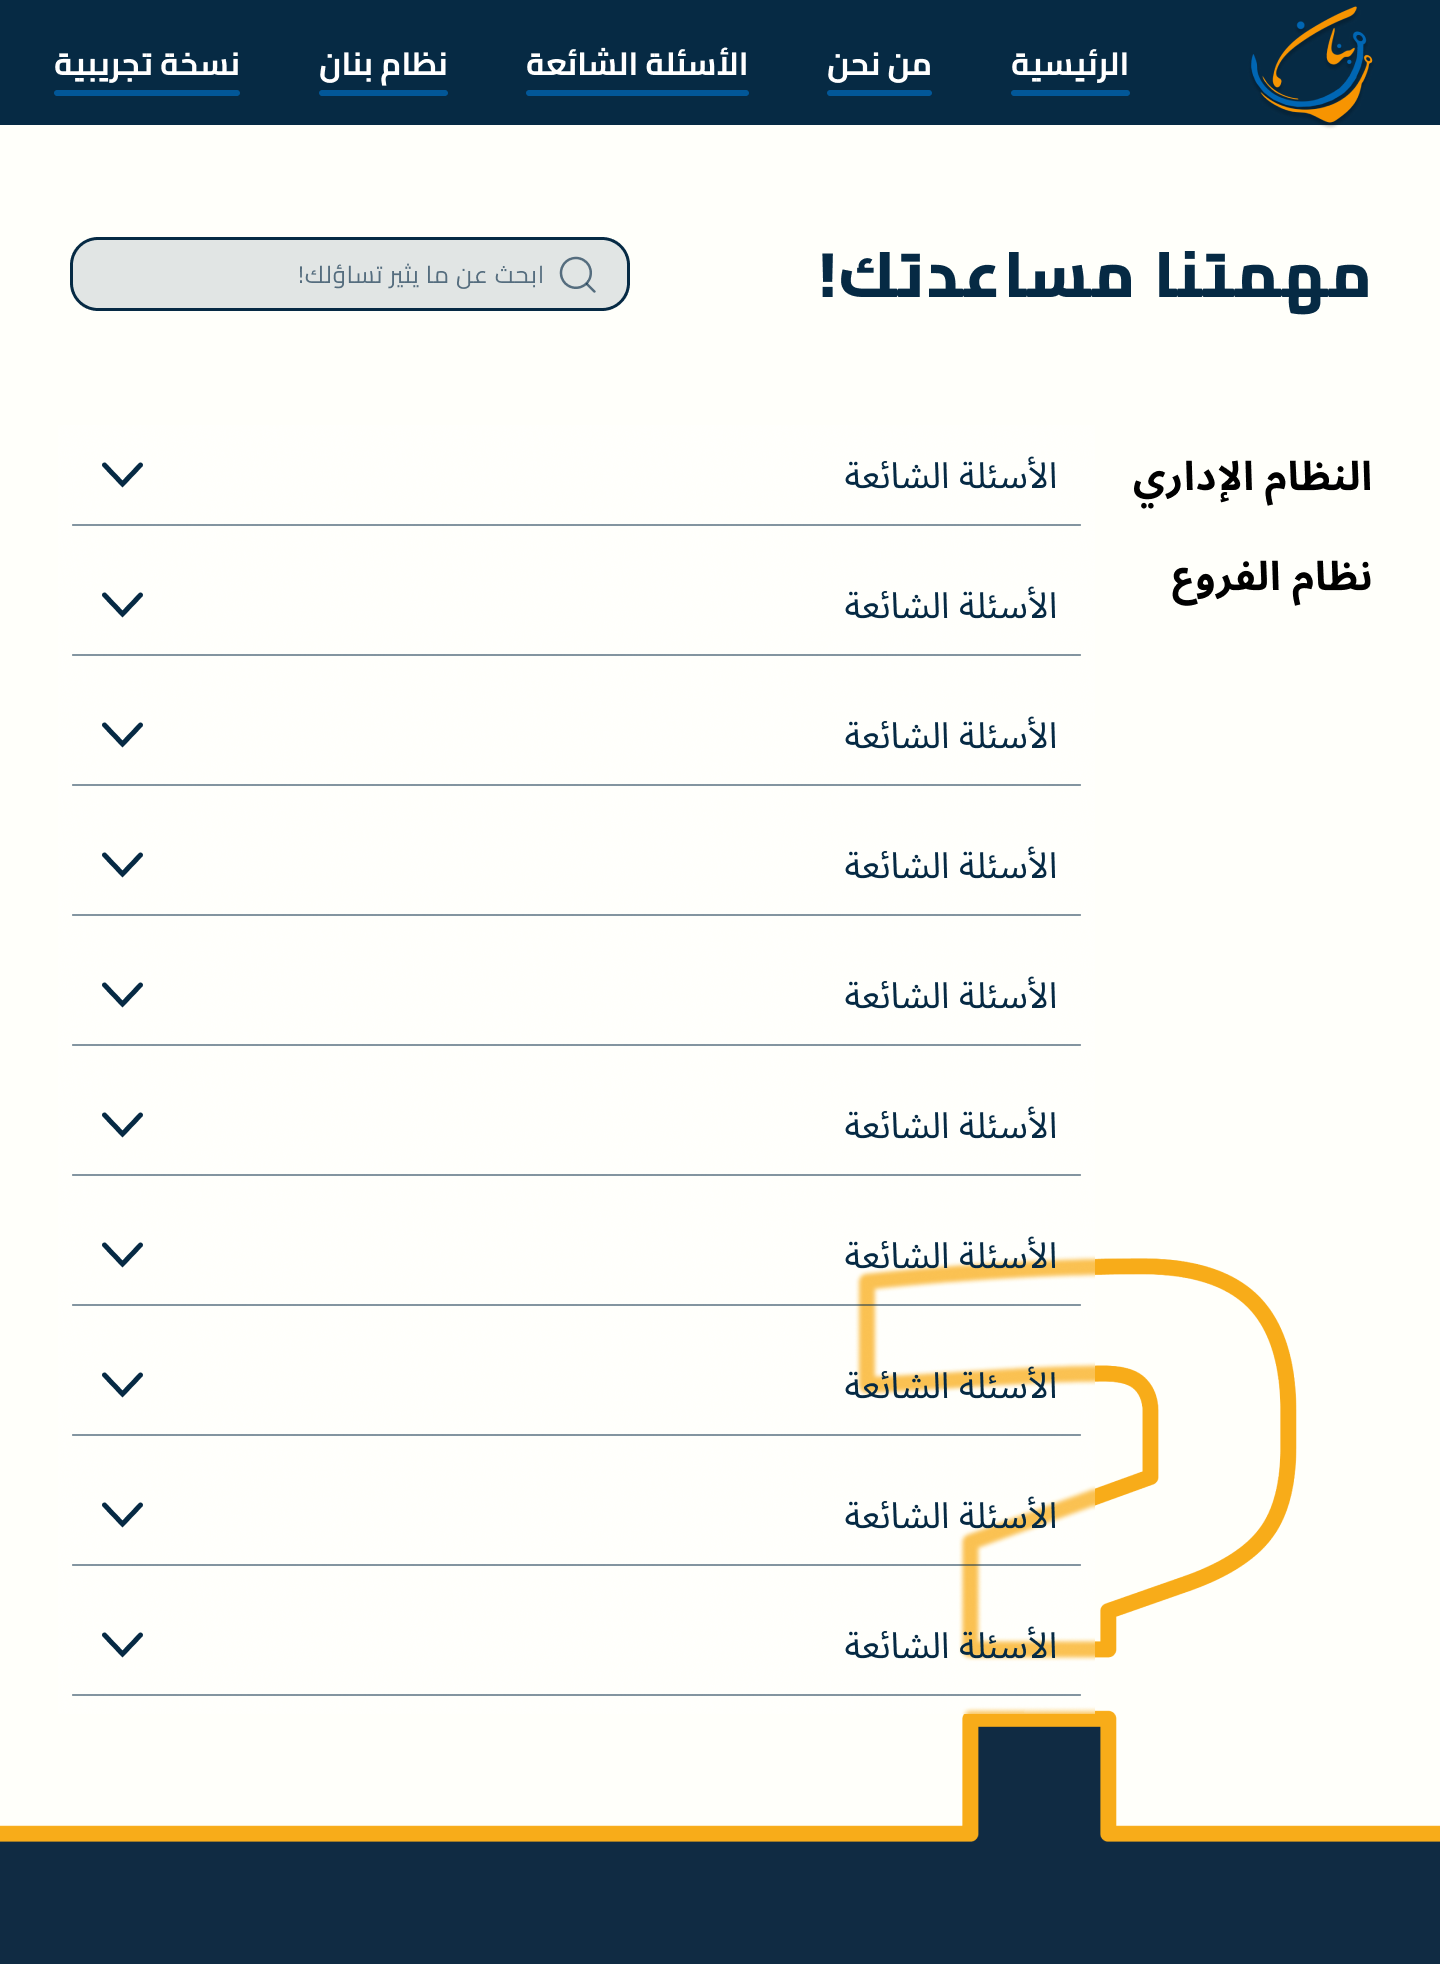 بنان
الرئيسية
من نحن
الأسئلة الشائعة
نظام بنان
نسخة تجريبية
مهمتنا مساعدتك!
ابحث عن ما يثير تساؤلك!
النظام الإداري
نظام الفروع
الأسئلة الشائعة
الأسئلة الشائعة
الأسئلة الشائعة
الأسئلة الشائعة
الأسئلة الشائعة
الأسئلة الشائعة
الأسئلة الشائعة
الأسئلة الشائعة
الأسئلة الشائعة
الأسئلة الشائعة